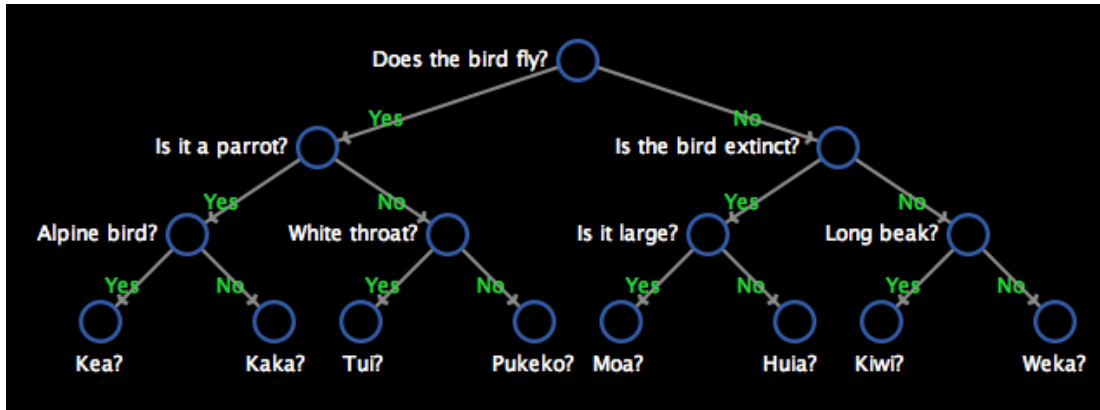 Does the bird fly?
Yes
No
Is it a parrot?
Is the bird extinct?
Yes
No
Yes
No
Alpine bird?
White throat?
Is it large?
Long beak?
Yes
No
Yes
No
Yes
No
Yes
No
Kea?
Kaka?
Tui?
Pukeko?
Moa?
Huia?
Kiwi?
Weka?